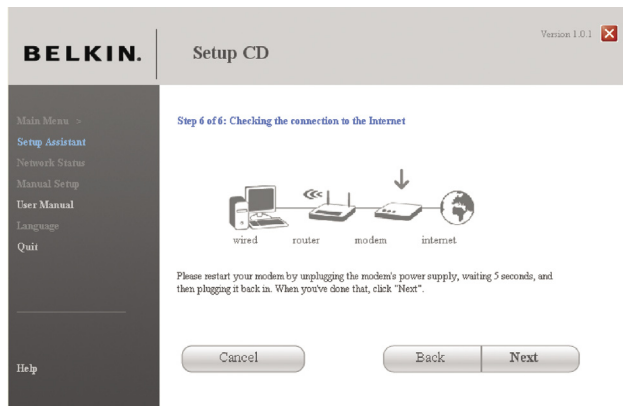 BELKIN.
Setup CD
Version 1.0.1
Main Menu >
Setup Assistant
Network Status
Manual Setup
User Manual
Language
Quit
Help
Step 6 of 6: Checking the connection to the Internet
wired router modem internet
Please restart your modem by unplugging the modem's power supply, waiting 5 seconds, and
then plugging it back in. When you've done that, click "Next".
Cancel
Back
Next